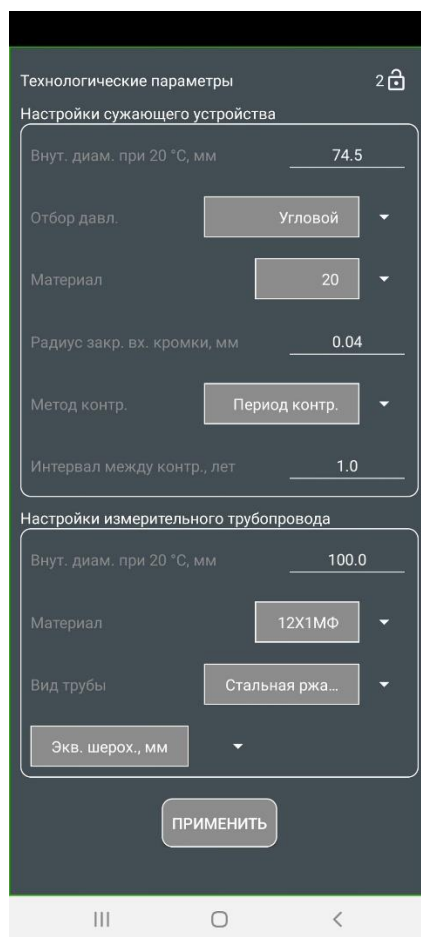 Технологические параметры 2
Настройки сужающего устройства
Внут. диам. при 20 °C, мм 74.5
Отбор давл. Угловой
Материал 20
Радиус закр. вх. кромки, мм 0.04
Метод контр. Период контр.
Интервал между контр., лет 1.0
Настройки измерительного трубопровода
Внут. диам. при 20 °C, мм 100.0
Материал 12Х1МФ
Вид трубы Стальная ржа...
Экв. шерох., мм
ПРИМЕНИТЬ